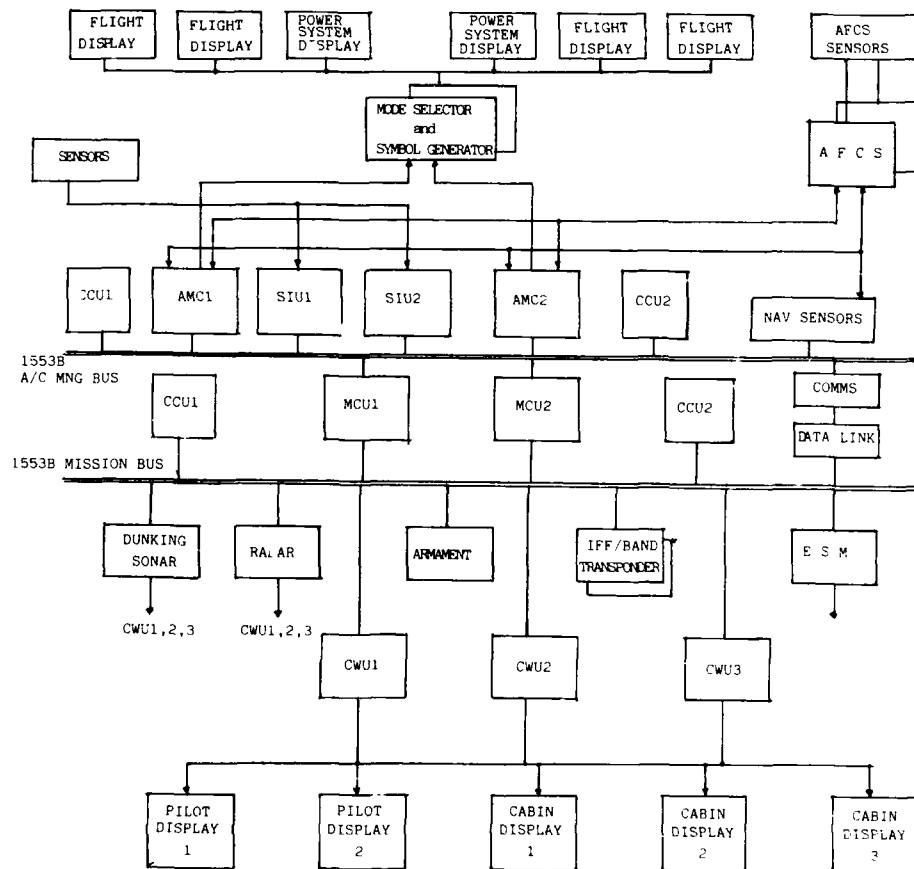 FLIGHT
DISPLAY
FLIGHT
DISPLAY
POWER
SYSTEM
DISPLAY
POWER
SYSTEM
DISPLAY
FLIGHT
DISPLAY
FLIGHT
DISPLAY
AFCS
SENSORS
MODE SELECTOR
and
SYMBOL GENERATOR
SENSORS
A F C S
CCU1
AMC1
SIU1
SIU2
AMC2
CCU2
NAV SENSORS
1553B
A/C MNG BUS
CCU1
MCU1
MCU2
CCU2
COMMS
DATA LINK
1553B MISSION BUS
DUNKING
SONAR
RADAR
ARMAMENT
IFF/BAND
TRANSPONDER
E S M
CWU1,2,3
CWU1,2,3
CWU1
CWU2
CWU3
PILOT
DISPLAY
1
PILOT
DISPLAY
2
CABIN
DISPLAY
1
CABIN
DISPLAY
2
CABIN
DISPLAY
3